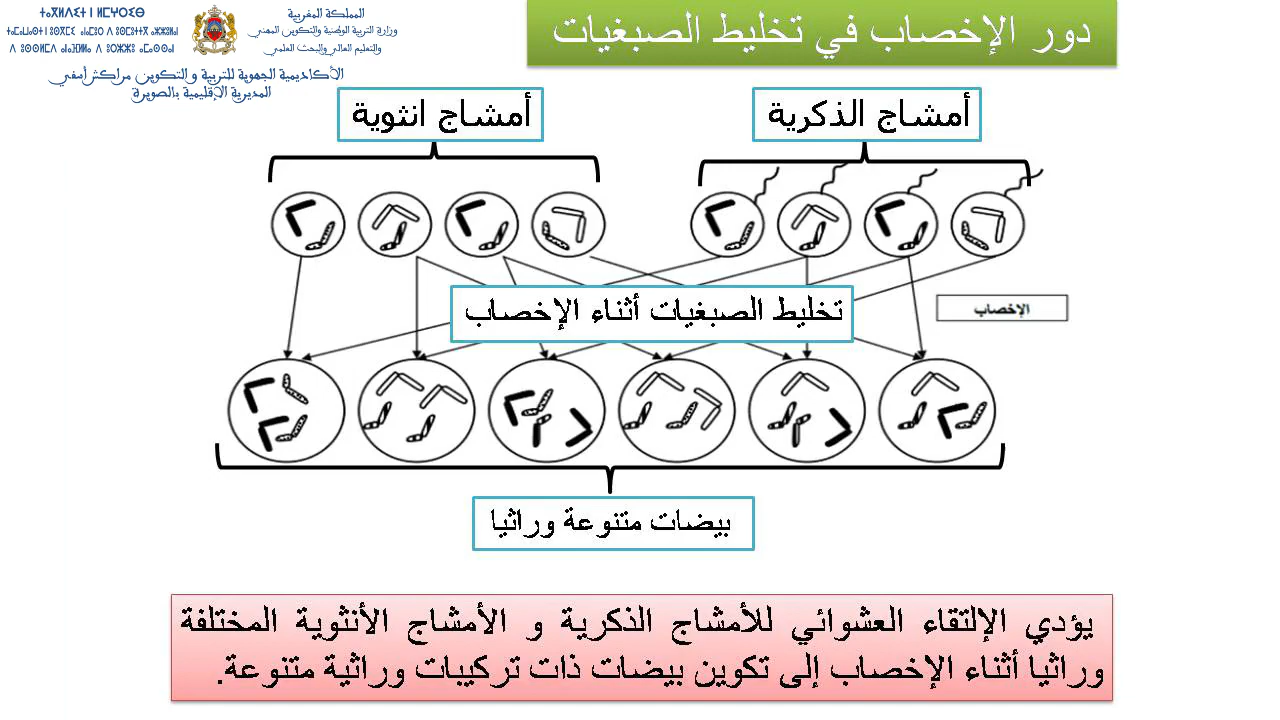 المملكة المغربية
وزارة التربية الوطنية والتكوين المهني
والتعليم العالي والبحث العلمي
الأكاديمية الجهوية للتربية والتكوين مراكش أسفي
المديرية الإقليمية بالصويرة
دور الإخصاب في تخليط الصبغيات
أمشاج الذكرية
أمشاج انثوية
تخليط الصبغيات أثناء الإخصاب
الإخصاب
بيضات متنوعة وراثيا
يؤدي الإلتقاء العشوائي للأمشاج الذكرية و الأمشاج الأنثوية المختلفة
وراثيا أثناء الإخصاب إلى تكوين بيضات ذات تركيبات وراثية متنوعة.